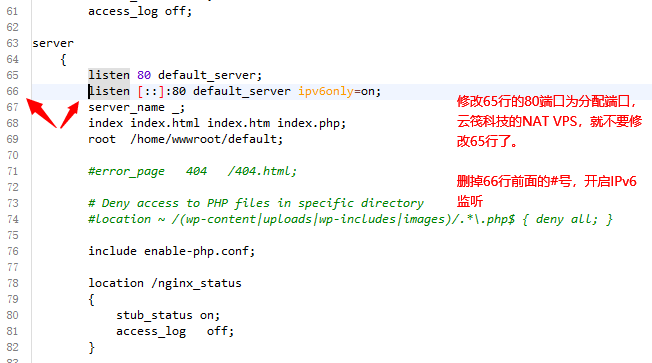 61 access_log off;
62
63 server
64 {
65 listen 80 default_server;
66 listen [::]:80 default_server ipv6only=on;
67 server_name _;
68 index index.html index.htm index.php;
69 root  /home/wwwroot/default;
70
71 #error_page   404   /404.html;
72
73 # Deny access to PHP files in specific directory
74 #location ~ /(wp-content|uploads|wp-includes|images)/.*\.php$ { deny all; }
75
76 include enable-php.conf;
77
78 location /nginx_status
79 {
80 stub_status on;
81 access_log   off;
82 }
83
修改65行的80端口为分配端口,
云筏科技的NAT VPS，就不要修
改65行了。
删掉66行前面的#号，开启IPv6
监听